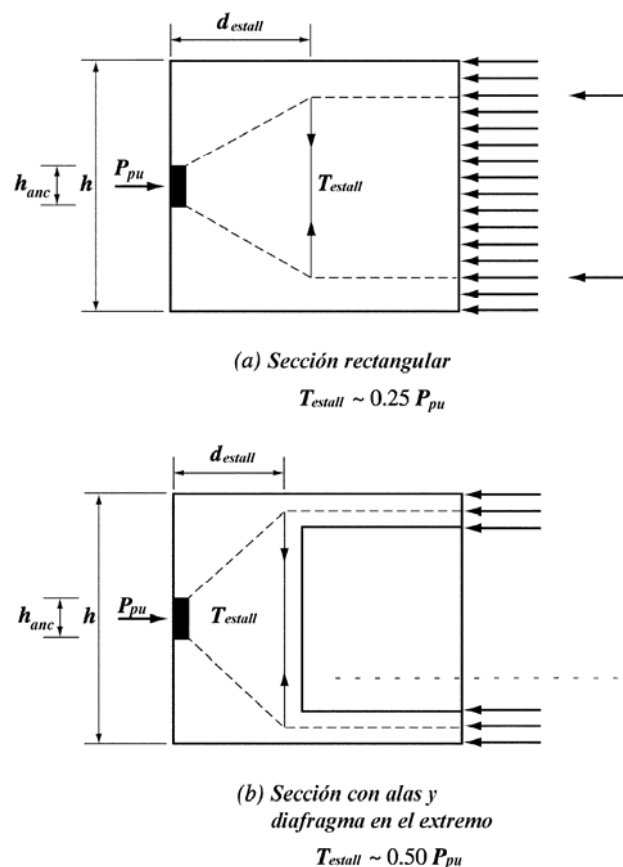 d_estall
h_anc
h
P_pu
T_estall
(a) Sección rectangular
T_estall ~ 0.25 P_pu
d_estall
h_anc
h
P_pu
T_estall
(b) Sección con alas y
diafragma en el extremo
T_estall ~ 0.50 P_pu